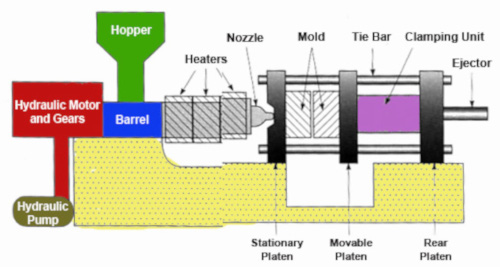 Hopper
Nozzle
Mold
Tie Bar
Clamping Unit
Heaters
Ejector
Hydraulic Motor
and Gears
Barrel
Hydraulic
Pump
Stationary
Platen
Movable
Platen
Rear
Platen